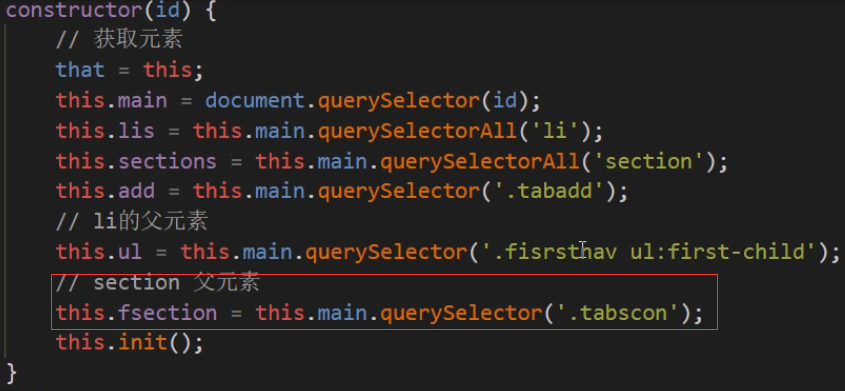 constructor(id) {
// 获取元素
that = this;
this.main = document.querySelector(id);
this.lis = this.main.querySelectorAll('li');
this.sections = this.main.querySelectorAll('section');
this.add = this.main.querySelector('.tabadd');
// li的父元素
this.ul = this.main.querySelector('.fisrstnav ul:first-child');
// section 父元素
this.fsection = this.main.querySelector('.tabscon');
this.init();
}